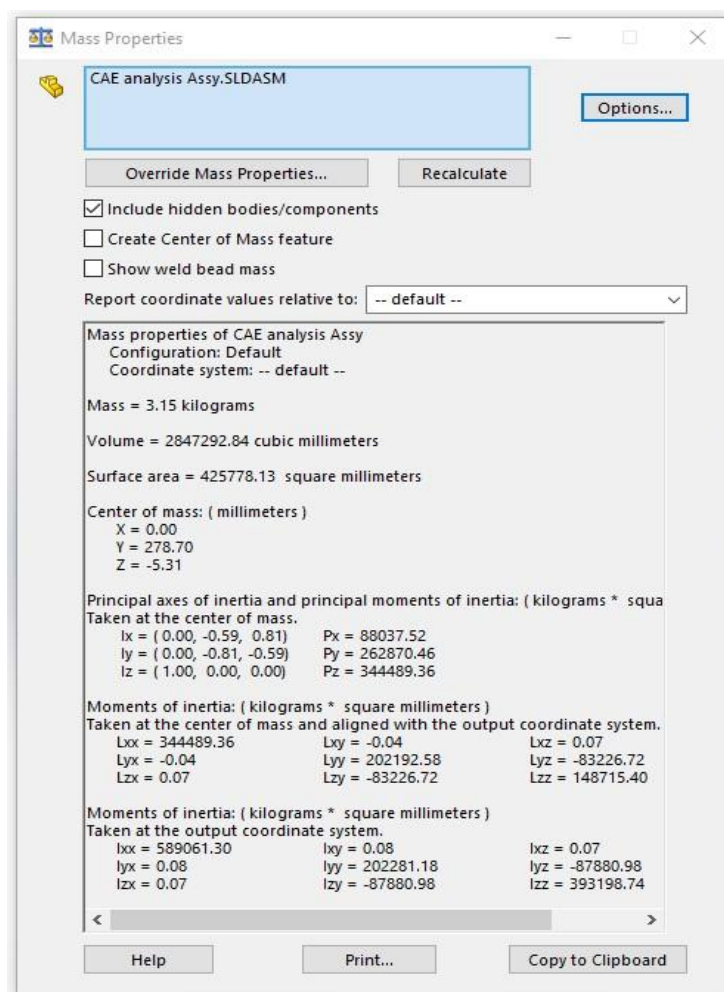 Mass Properties
CAE analysis Assy.SLDASM
Options...
Override Mass Properties... Recalculate
Include hidden bodies/components
Create Center of Mass feature
Show weld bead mass
Report coordinate values relative to: -- default --
Mass properties of CAE analysis Assy
Configuration: Default
Coordinate system: -- default --
Mass = 3.15 kilograms
Volume = 2847292.84 cubic millimeters
Surface area = 425778.13 square millimeters
Center of mass: ( millimeters )
X = 0.00
Y = 278.70
Z = -5.31
Principal axes of inertia and principal moments of inertia: ( kilograms * squa
Taken at the center of mass.
Ix = ( 0.00, -0.59, 0.81) Px = 88037.52
Iy = ( 0.00, -0.81, -0.59) Py = 262870.46
Iz = ( 1.00, 0.00, 0.00) Pz = 344489.36
Moments of inertia: ( kilograms * square millimeters )
Taken at the center of mass and aligned with the output coordinate system.
Lxx = 344489.36 Lxy = -0.04 Lxz = 0.07
Lyx = -0.04 Lyy = 202192.58 Lyz = -83226.72
Lzx = 0.07 Lzy = -83226.72 Lzz = 148715.40
Moments of inertia: ( kilograms * square millimeters )
Taken at the output coordinate system.
Ixx = 589061.30 Ixy = 0.08 Ixz = 0.07
Iyx = 0.08 Iyy = 202281.18 Iyz = -87880.98
Izx = 0.07 Izy = -87880.98 Izz = 393198.74
Help Print... Copy to Clipboard